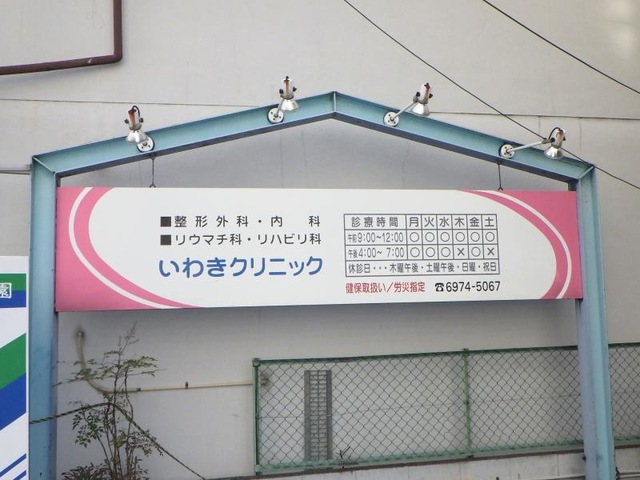 ■整形外科・内　科
■リウマチ科・リハビリ科
いわきクリニック
診療時間 月 火 水 木 金 土
午前9:00~12:00 ○ ○ ○ ○ ○ ○
午後4:00~ 7:00 ○ ○ ○ × ○ ×
休診日・・・木曜午後・土曜午後・日曜・祝日
健保取扱い/労災指定 ☎6974-5067
園